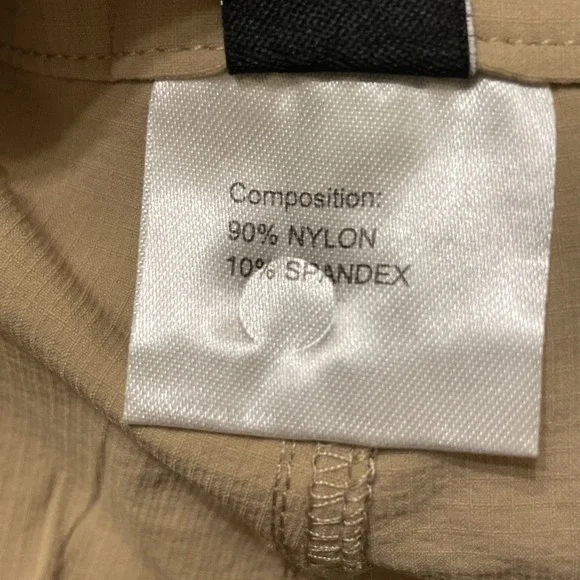 Composition:
90% NYLON
10% SPANDEX